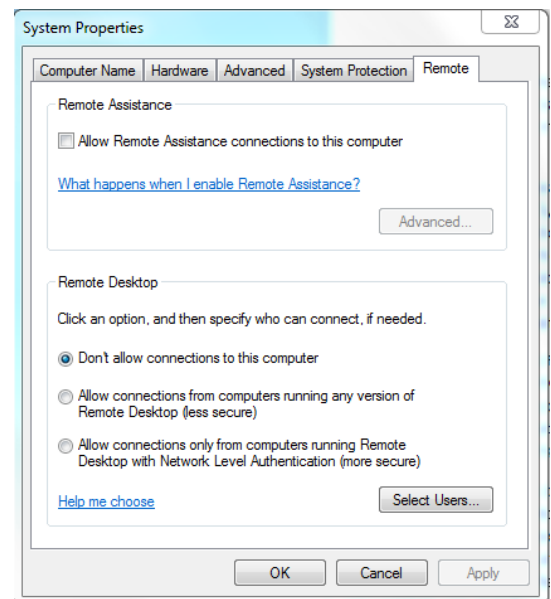 System Properties
Computer Name
Hardware
Advanced
System Protection
Remote
Remote Assistance
Allow Remote Assistance connections to this computer
What happens when I enable Remote Assistance?
Advanced...
Remote Desktop
Click an option, and then specify who can connect, if needed.
Don't allow connections to this computer
Allow connections from computers running any version of
Remote Desktop (less secure)
Allow connections only from computers running Remote
Desktop with Network Level Authentication (more secure)
Help me choose
Select Users...
OK
Cancel
Apply